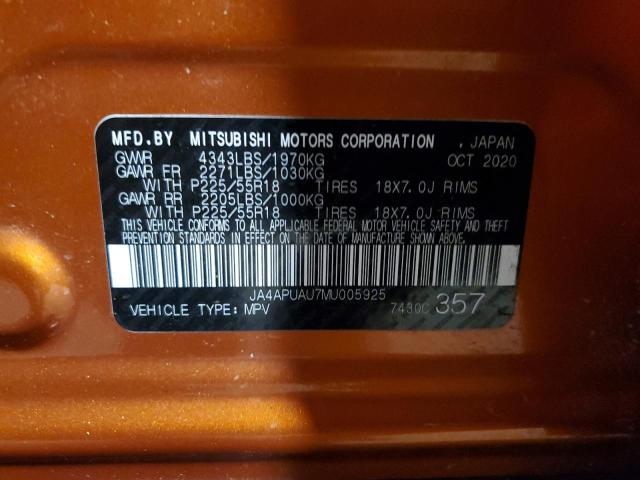 MFD.BY MITSUBISHI MOTORS CORPORATION , JAPAN
GVWR 4343LBS/1970KG OCT 2020
GAWR FR 2271LBS/1030KG
WITH P225/55R18 TIRES 18X7.0J RIMS
GAWR RR 2205LBS/1000KG
WITH P225/55R18 TIRES 18X7.0J RIMS
THIS VEHICLE CONFORMS TO ALL APPLICABLE FEDERAL MOTOR VEHICLE SAFETY AND THEFT
PREVENTION STANDARDS IN EFFECT ON THE DATE OF MANUFACTURE SHOWN ABOVE.
JA4APUAU7MU005925
VEHICLE TYPE: MPV 7430C 357